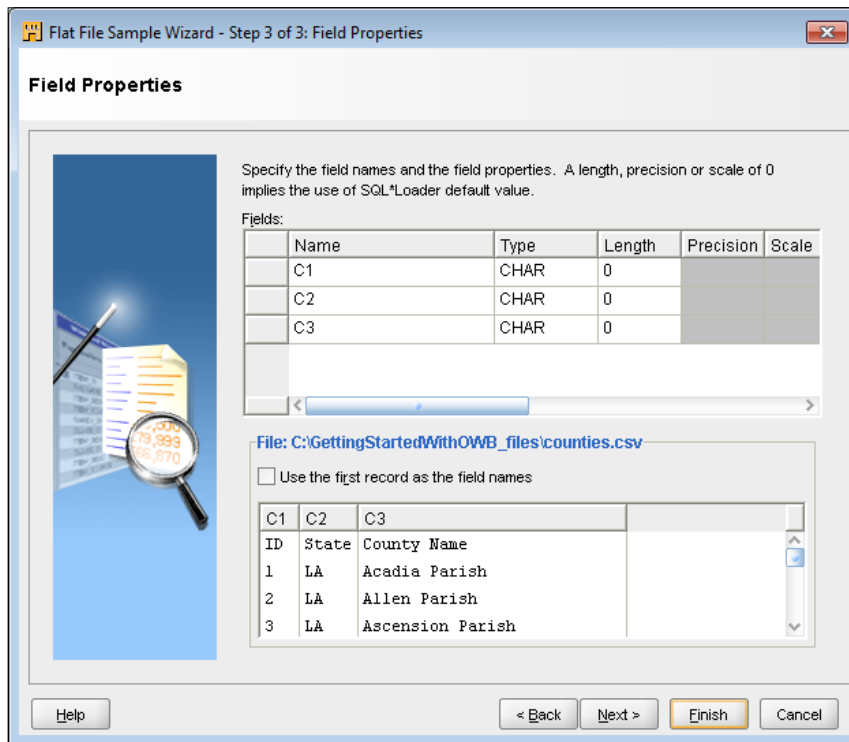 Flat File Sample Wizard - Step 3 of 3: Field Properties
Field Properties
Specify the field names and the field properties. A length, precision or scale of 0
implies the use of SQL*Loader default value.
Fields:
Name Type Length Precision Scale
C1 CHAR 0
C2 CHAR 0
C3 CHAR 0
File: C:\GettingStartedWithOWB_files\counties.csv
Use the first record as the field names
C1 C2 C3
ID State County Name
1 LA Acadia Parish
2 LA Allen Parish
3 LA Ascension Parish
79,999
66,870
Help < Back Next > Finish Cancel